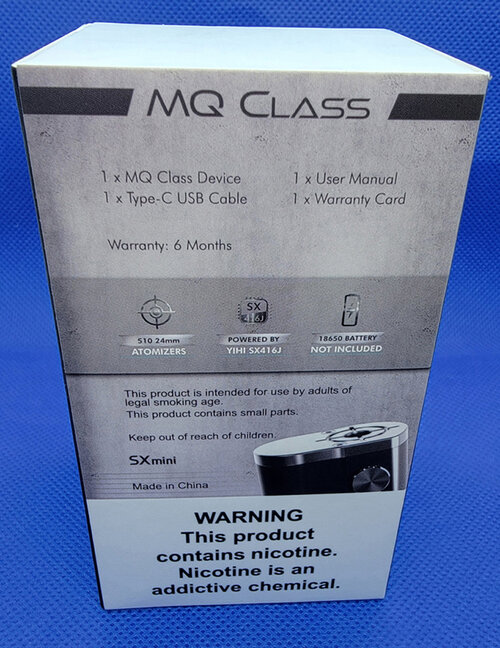 MQ CLASS
1 x MQ Class Device
1 x User Manual
1 x Type-C USB Cable
1 x Warranty Card
Warranty: 6 Months
SX
416J
510 24mm
ATOMIZERS
POWERED BY
YIHI SX416J
18650 BATTERY
NOT INCLUDED
This product is intended for use by adults of
legal smoking age.
This product contains small parts.
Keep out of reach of children.
SXmini
Made in China
WARNING
This product
contains nicotine.
Nicotine is an
addictive chemical.